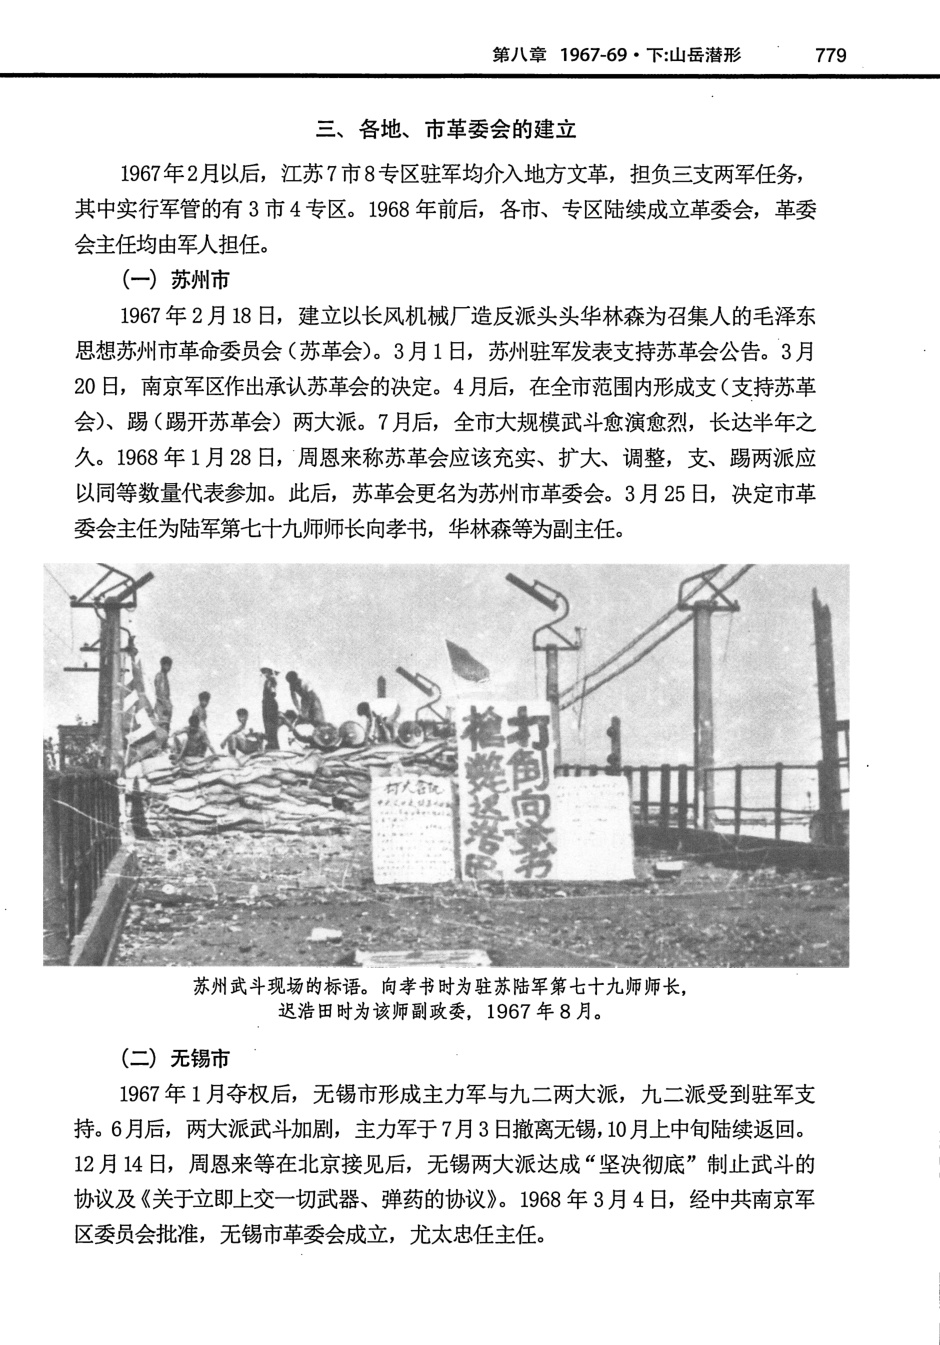 第八章 1967-69·下:山岳潜形 779
三、各地、市革委会的建立
1967年2月以后，江苏7市8专区驻军均介入地方文革，担负三支两军任务，
其中实行军管的有3市4专区。1968年前后，各市、专区陆续成立革委会，革委
会主任均由军人担任。
（一）苏州市
1967年2月18日，建立以长风机械厂造反派头头华林森为召集人的毛泽东
思想苏州市革命委员会（苏革会）。3月1日，苏州驻军发表支持苏革会公告。3月
20日，南京军区作出承认苏革会的决定。4月后，在全市范围内形成支（支持苏革
会）、踢（踢开苏革会）两大派。7月后，全市大规模武斗愈演愈烈，长达半年之
久。1968年1月28日，周恩来称苏革会应该充实、扩大、调整，支、踢两派应
以同等数量代表参加。此后，苏革会更名为苏州市革委会。3月25日，决定市革
委会主任为陆军第七十九师师长向孝书，华林森等为副主任。
打倒向孝书
枪毙迟浩田
苏州武斗现场的标语。向孝书时为驻苏陆军第七十九师师长，
迟浩田时为该师副政委，1967年8月。
（二）无锡市
1967年1月夺权后，无锡市形成主力军与九二两大派，九二派受到驻军支
持。6月后，两大派武斗加剧，主力军于7月3日撤离无锡，10月上中旬陆续返回。
12月14日，周恩来等在北京接见后，无锡两大派达成“坚决彻底”制止武斗的
协议及《关于立即上交一切武器、弹药的协议》。1968年3月4日，经中共南京军
区委员会批准，无锡市革委会成立，尤太忠任主任。